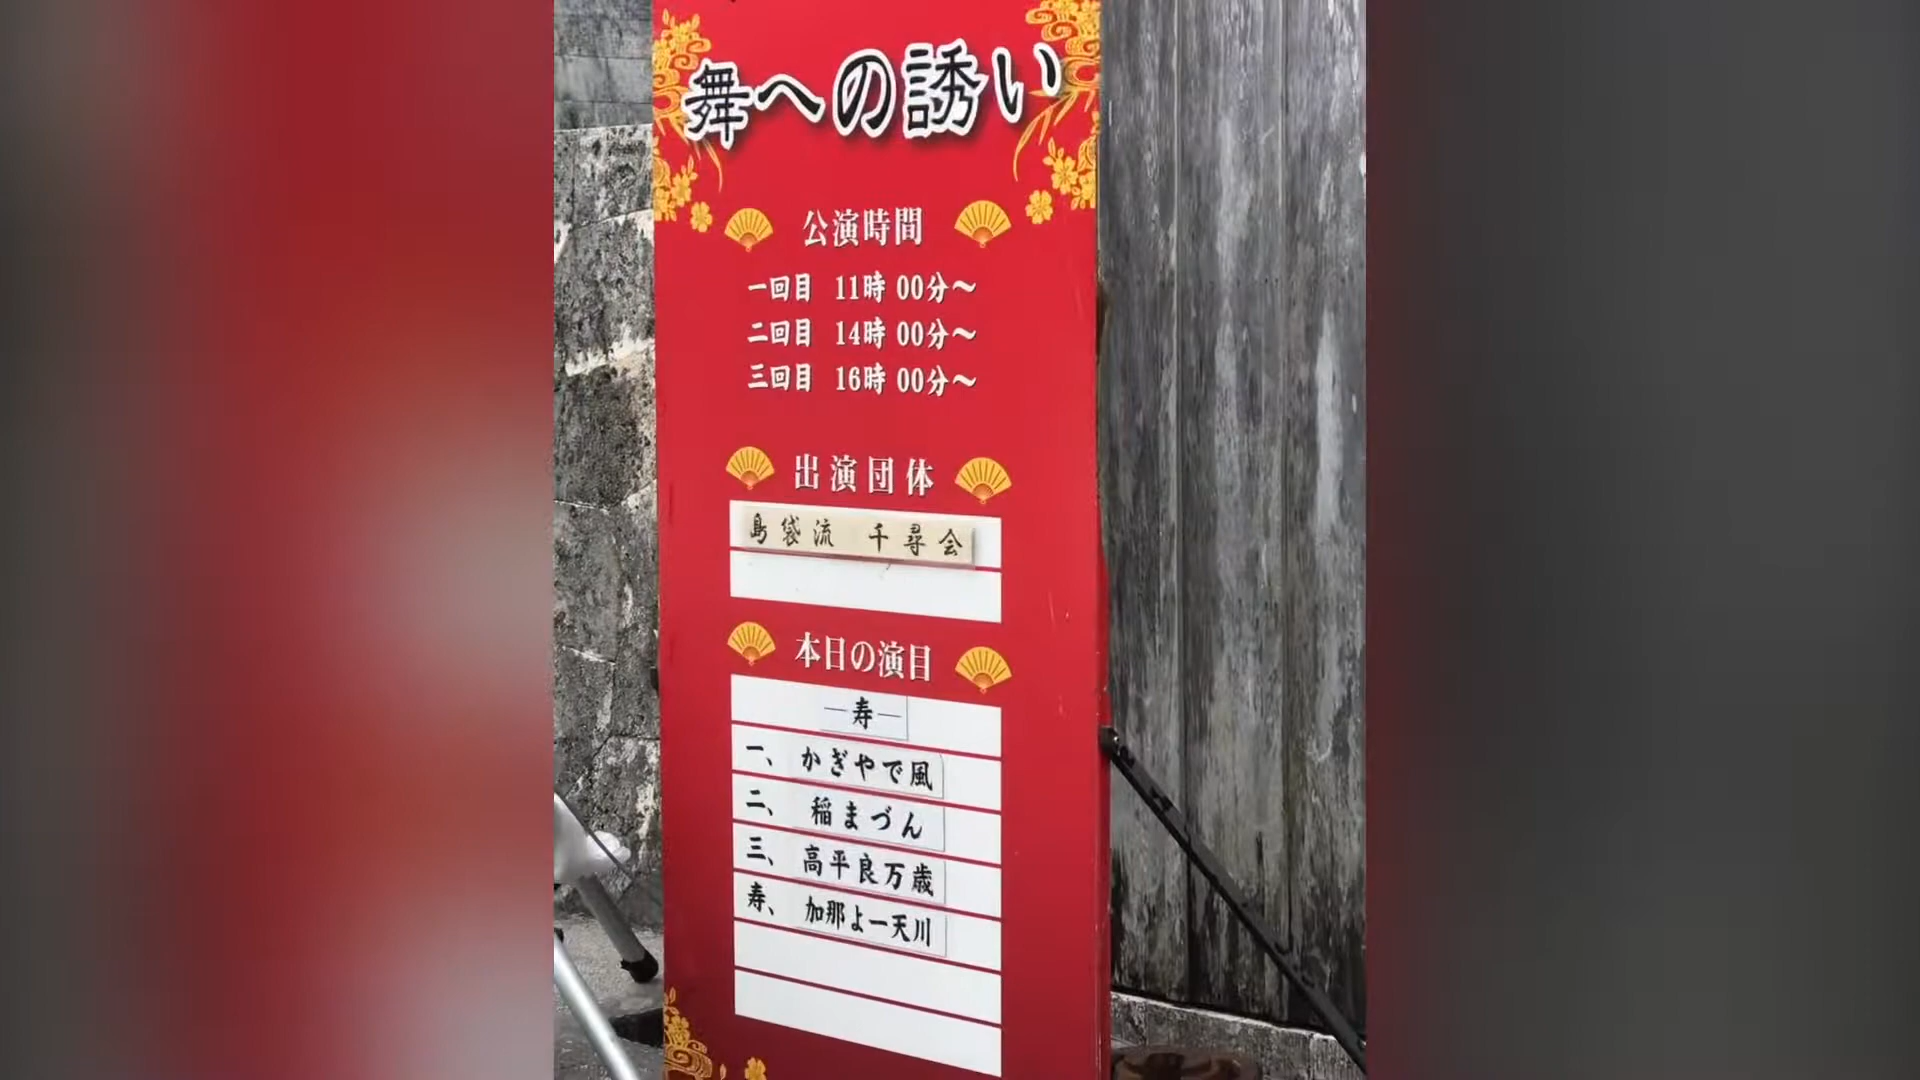 舞への誘い
公演時間
一回目 11時00分～
二回目 14時00分～
三回目 16時00分～
出演団体
島袋流 千尋会
本日の演目
―寿―
一、かぎやで風
二、稲まづん
三、高平良万歳
寿、加那よー天川